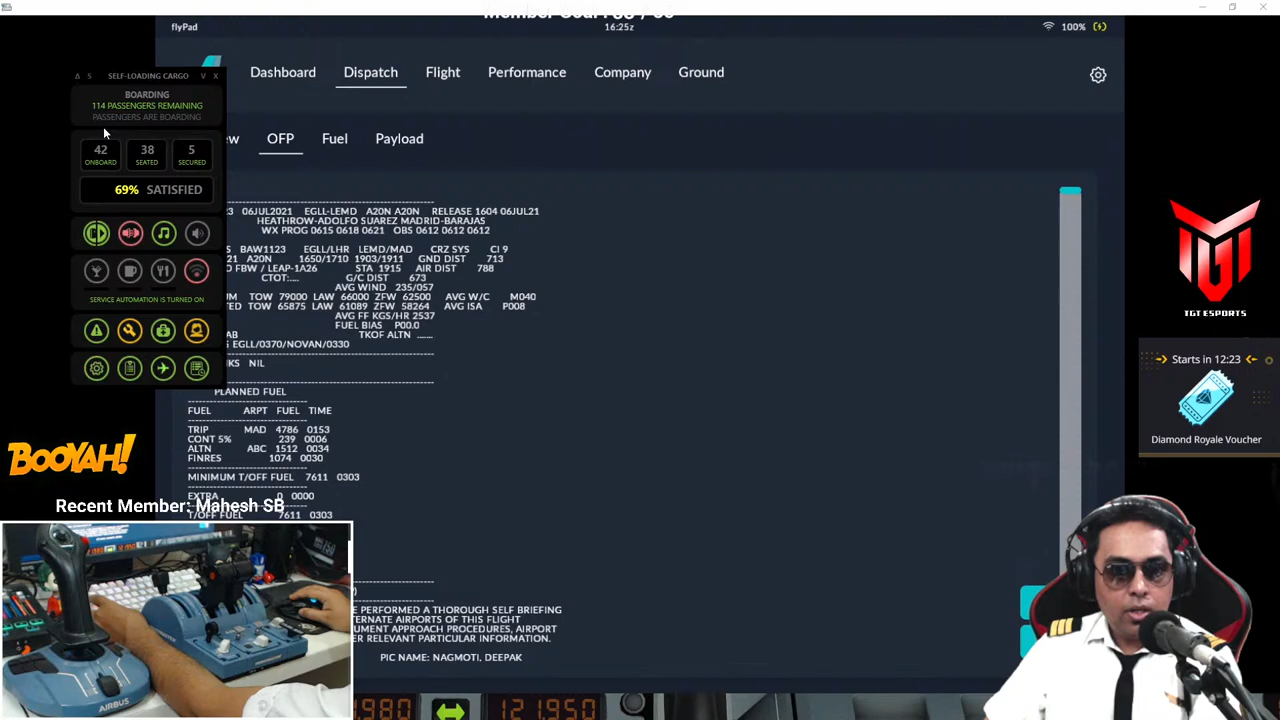 flyPad
16:25z
100%
SELF-LOADING CARGO
BOARDING
114 PASSENGERS REMAINING
PASSENGERS ARE BOARDING
42 38 5
ONBOARD SEATED SECURED
69% SATISFIED
SERVICE AUTOMATION IS TURNED ON
Dashboard Dispatch Flight Performance Company Ground
OFP Fuel Payload
06JUL2021 EGLL-LEMD A20N A20N RELEASE 1604 06JUL21
HEATHROW-ADOLFO SUAREZ MADRID-BARAJAS
WX PROG 0615 0618 0621 OBS 0612 0612 0612
BAW1123 EGLL/LHR LEMD/MAD CRZ SYS CI 9
21 A20N 1650/1710 1903/1911 GND DIST 713
FBW / LEAP-1A26 STA 1915 AIR DIST 788
CTOT:.... G/C DIST 673
AVG WIND 235/057
TOW 79000 LAW 66000 ZFW 62500 AVG W/C M040
TOW 65875 LAW 61089 ZFW 58264 AVG ISA P008
AVG FF KGS/HR 2537
FUEL BIAS P00.0
TKOF ALTN .......
EGLL/0370/NOVAN/0330
NIL
PLANNED FUEL
FUEL ARPT FUEL TIME
TRIP MAD 4786 0153
CONT 5% 239 0006
ALTN ABC 1512 0034
FINRES 1074 0030
MINIMUM T/OFF FUEL 7611 0303
EXTRA 0 0000
T/OFF FUEL 7611 0303
PERFORMED A THOROUGH SELF BRIEFING
AIRPORTS OF THIS FLIGHT
APPROACH PROCEDURES, AIRPORT
RELEVANT PARTICULAR INFORMATION.
PIC NAME: NAGMOTI, DEEPAK
BOOYAH!
Recent Member: Mahesh SB
AIRBUS
TGT ESPORTS
Starts in 12:23
Diamond Royale Voucher
121.950